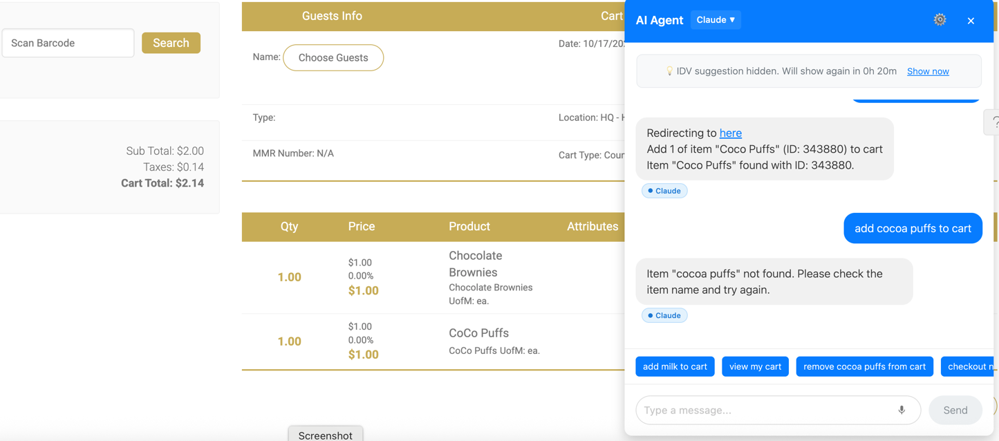 Scan Barcode
Search
Sub Total: $2.00
Taxes: $0.14
Cart Total: $2.14
Guests Info
Cart
Name:
Choose Guests
Date: 10/17/20
Type:
Location: HQ -
MMR Number: N/A
Cart Type: Coun
Qty
Price
Product
Attributes
1.00
$1.00
0.00%
$1.00
Chocolate
Brownies
Chocolate Brownies
UofM: ea.
1.00
$1.00
0.00%
$1.00
CoCo Puffs
CoCo Puffs UofM: ea.
Screenshot
AI Agent
Claude ▼
×
IDV suggestion hidden. Will show again in 0h 20m
Show now
?
Redirecting to here
Add 1 of item "Coco Puffs" (ID: 343880) to cart
Item "Coco Puffs" found with ID: 343880.
Claude
add cocoa puffs to cart
Item "cocoa puffs" not found. Please check the
item name and try again.
Claude
add milk to cart
view my cart
remove cocoa puffs from cart
checkout n
Type a message...
Send